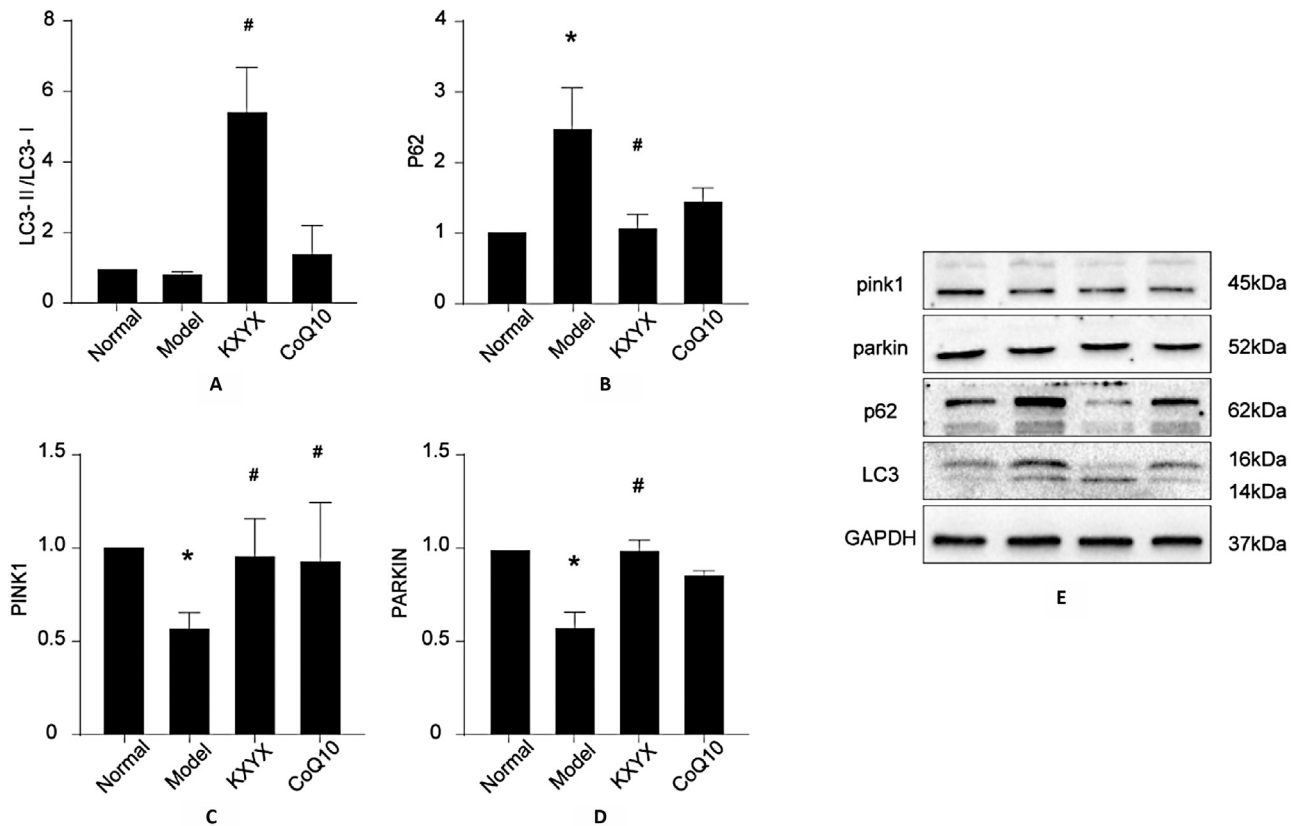 8
6
4
2
0
LC3-II/LC3-I
#
Normal
Model
KXYX
CoQ10
A
4
3
2
1
0
P62
*
#
Normal
Model
KXYX
CoQ10
B
1.5
1.0
0.5
0
PINK1
*
#
#
Normal
Model
KXYX
CoQ10
C
1.5
1.0
0.5
0
PARKIN
*
#
Normal
Model
KXYX
CoQ10
D
pink1 45kDa
parkin 52kDa
p62 62kDa
LC3 16kDa
14kDa
GAPDH 37kDa
E